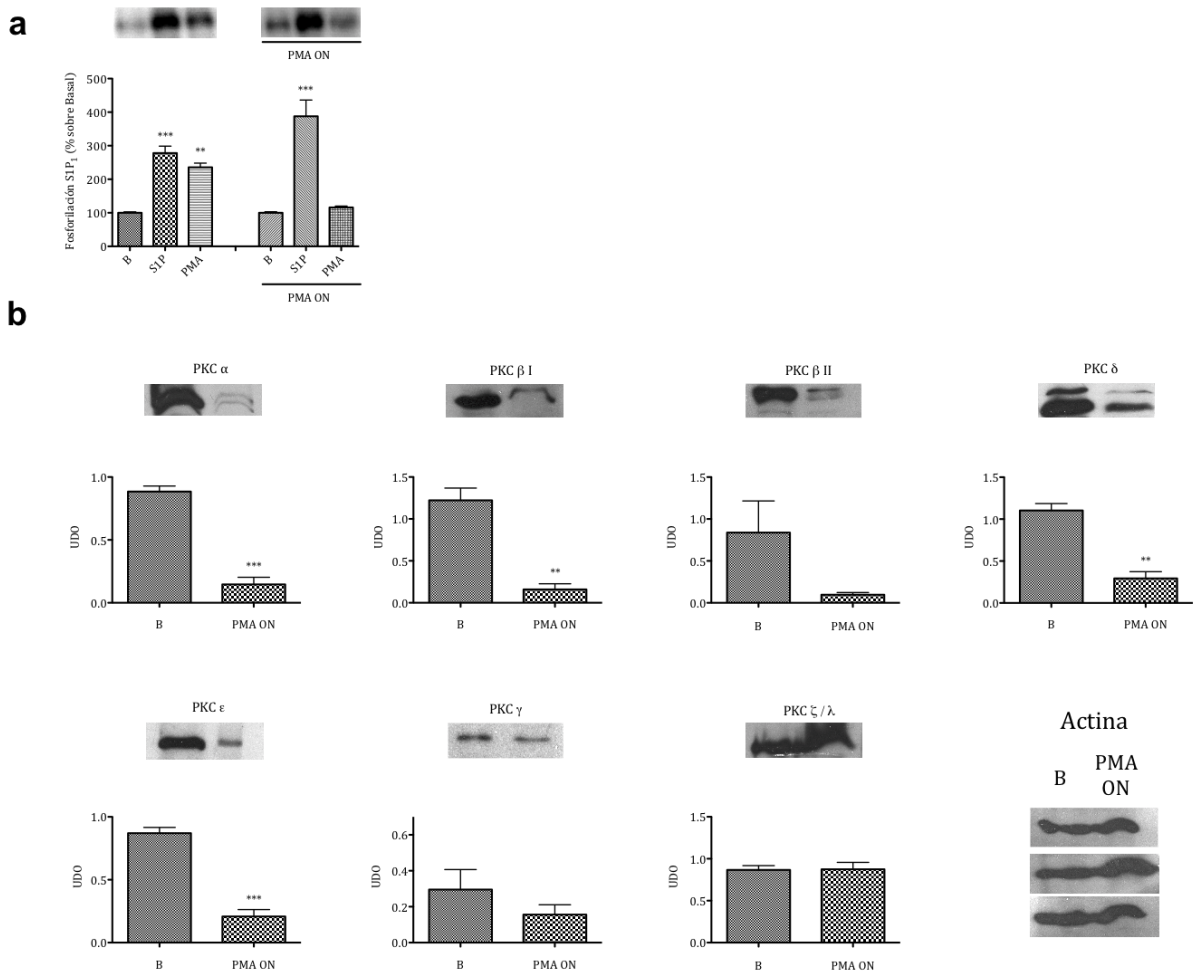 a
PMA ON
Fosforilación S1P₁ (% sobre Basal)
500
400
300
200
100
0
***
**
***
B
S1P
PMA
B
S1P
PMA
PMA ON
b
PKC α
UDO
1.0
0.5
0.0
***
B
PMA ON
PKC β I
UDO
1.5
1.0
0.5
0.0
**
B
PMA ON
PKC β II
UDO
1.5
1.0
0.5
0.0
B
PMA ON
PKC δ
UDO
1.5
1.0
0.5
0.0
**
B
PMA ON
PKC ε
UDO
1.0
0.5
0.0
***
B
PMA ON
PKC γ
UDO
0.6
0.4
0.2
0.0
B
PMA ON
PKC ζ / λ
UDO
1.5
1.0
0.5
0.0
B
PMA ON
Actina
B
PMA
ON